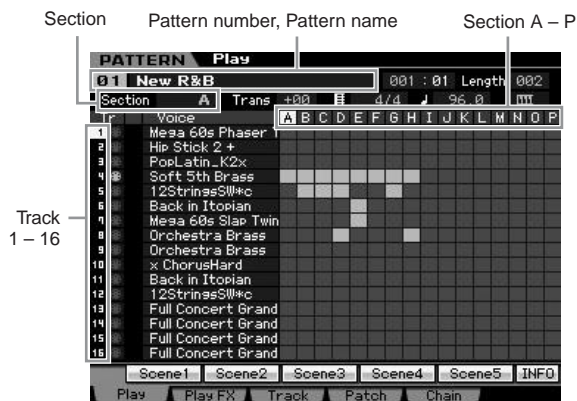 Section Pattern number, Pattern name Section A – P
PATTERN Play
01 New R&B 001 : 01 Length 002
Section A Trans +00 4/4 96.0
Tr Voice A B C D E F G H I J K L M N O P
1 Mega 60s Phaser 1
2 Hip Stick 2 +
3 PopLatin_K2x
4 Soft 5th Brass
5 12StringsSW*c
6 Back in Itopian
7 Mega 60s Slap Twin
8 Orchestra Brass
9 Orchestra Brass
10 x ChorusHard
11 Back in Itopian
12 12StringsSW*c
13 Full Concert Grand
14 Full Concert Grand
15 Full Concert Grand
16 Full Concert Grand
Track
1 – 16
Scene1 Scene2 Scene3 Scene4 Scene5 INFO
Play Play FX Track Patch Chain